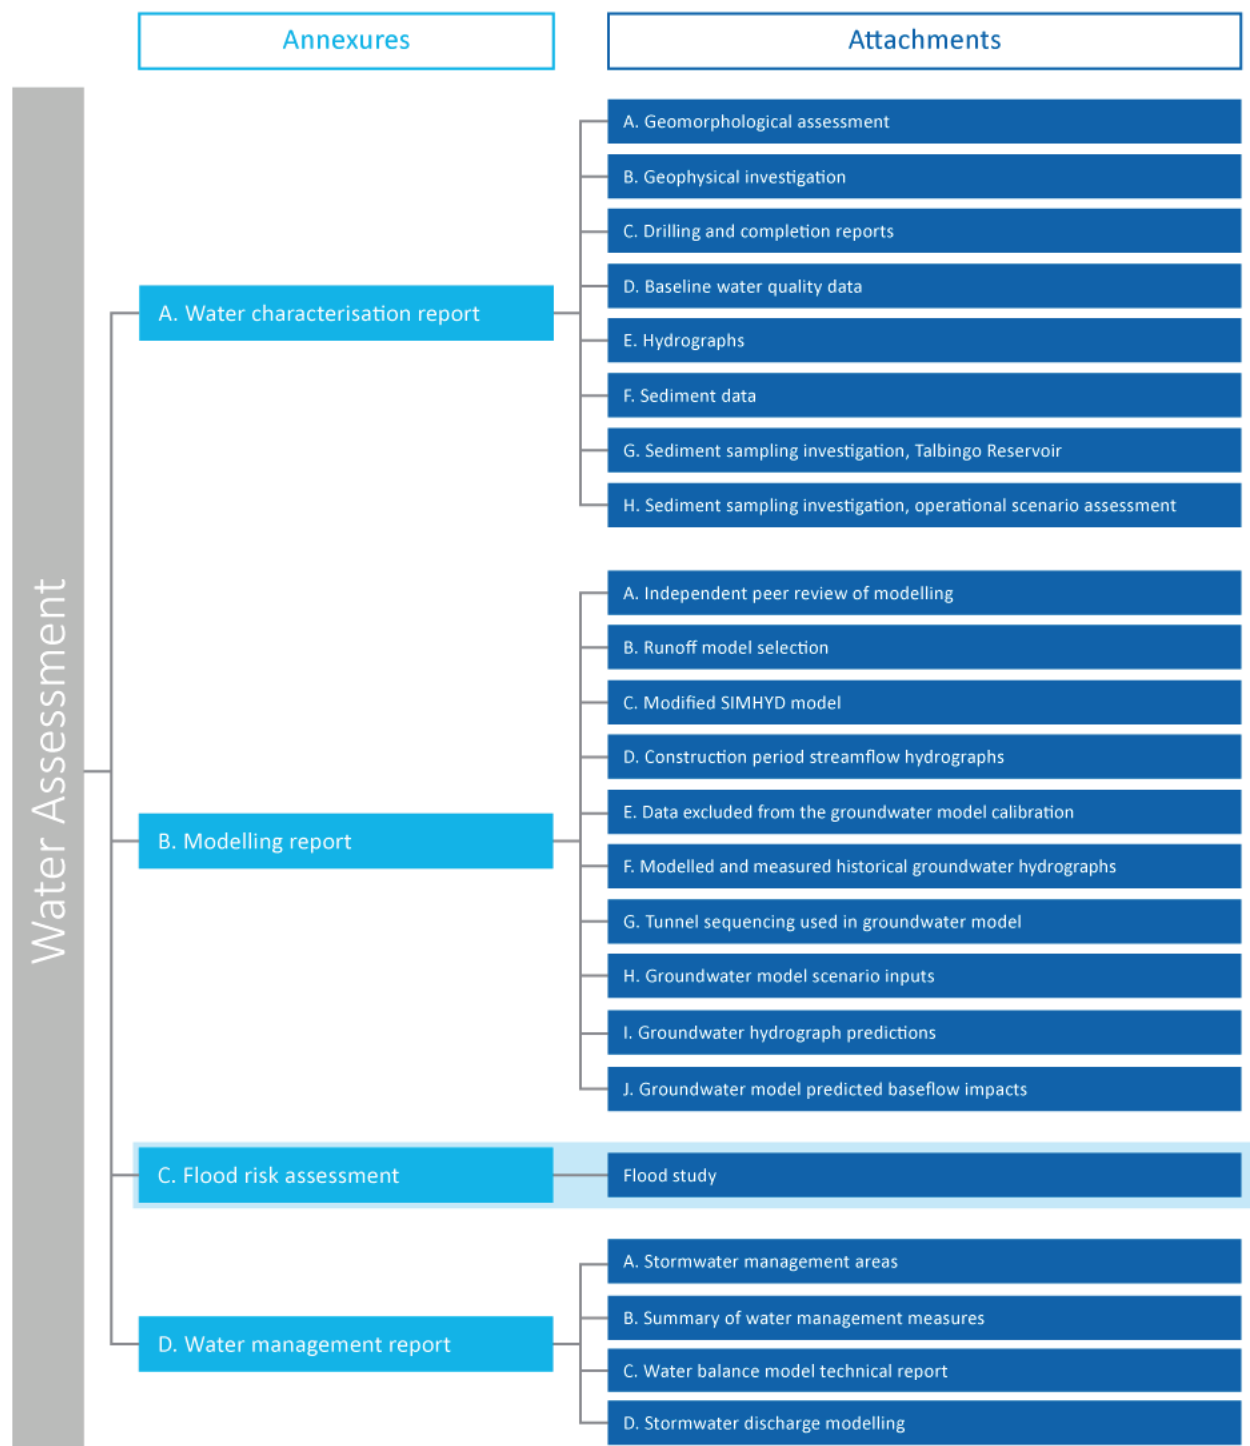 Annexures
Attachments
Water Assessment
A. Water characterisation report
A. Geomorphological assessment
B. Geophysical investigation
C. Drilling and completion reports
D. Baseline water quality data
E. Hydrographs
F. Sediment data
G. Sediment sampling investigation, Talbingo Reservoir
H. Sediment sampling investigation, operational scenario assessment
B. Modelling report
A. Independent peer review of modelling
B. Runoff model selection
C. Modified SIMHYD model
D. Construction period streamflow hydrographs
E. Data excluded from the groundwater model calibration
F. Modelled and measured historical groundwater hydrographs
G. Tunnel sequencing used in groundwater model
H. Groundwater model scenario inputs
I. Groundwater hydrograph predictions
J. Groundwater model predicted baseflow impacts
C. Flood risk assessment
Flood study
D. Water management report
A. Stormwater management areas
B. Summary of water management measures
C. Water balance model technical report
D. Stormwater discharge modelling